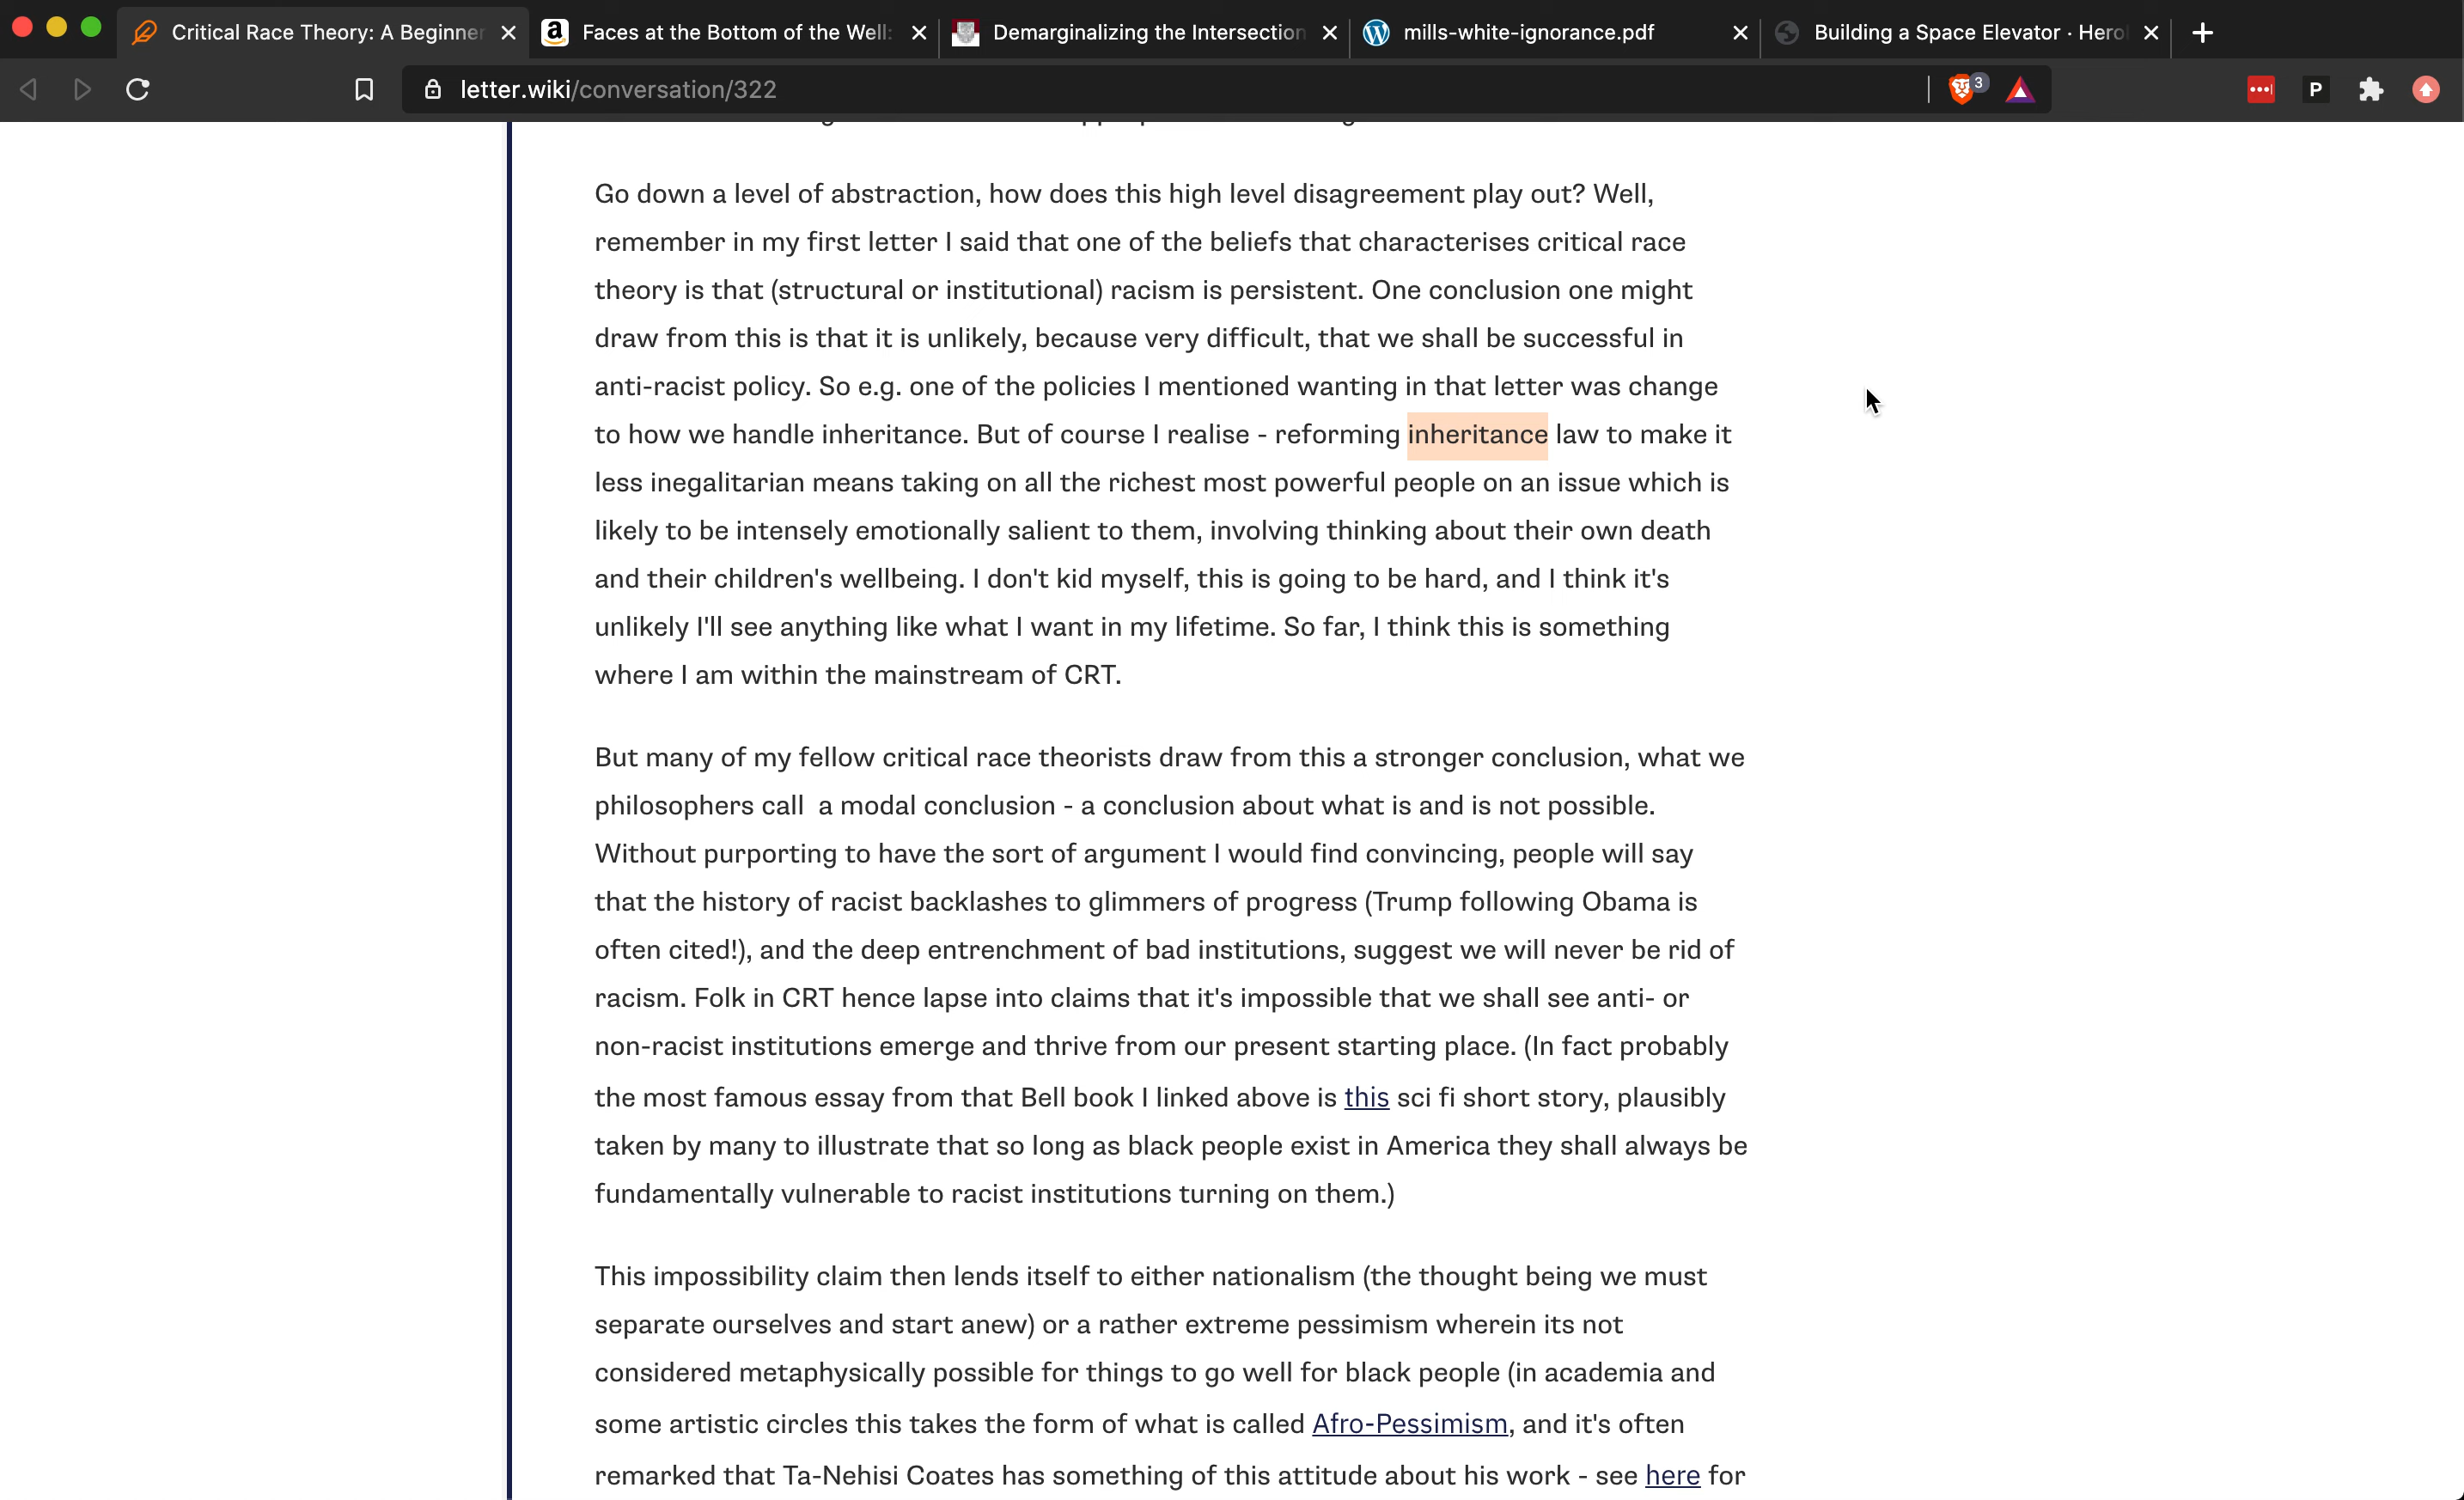 Critical Race Theory: A Beginner
Faces at the Bottom of the Well:
Demarginalizing the Intersection
mills-white-ignorance.pdf
Building a Space Elevator · Hero
letter.wiki/conversation/322
3
P
Go down a level of abstraction, how does this high level disagreement play out? Well,
remember in my first letter I said that one of the beliefs that characterises critical race
theory is that (structural or institutional) racism is persistent. One conclusion one might
draw from this is that it is unlikely, because very difficult, that we shall be successful in
anti-racist policy. So e.g. one of the policies I mentioned wanting in that letter was change
to how we handle inheritance. But of course I realise - reforming inheritance law to make it
less inegalitarian means taking on all the richest most powerful people on an issue which is
likely to be intensely emotionally salient to them, involving thinking about their own death
and their children's wellbeing. I don't kid myself, this is going to be hard, and I think it's
unlikely I'll see anything like what I want in my lifetime. So far, I think this is something
where I am within the mainstream of CRT.
But many of my fellow critical race theorists draw from this a stronger conclusion, what we
philosophers call  a modal conclusion - a conclusion about what is and is not possible.
Without purporting to have the sort of argument I would find convincing, people will say
that the history of racist backlashes to glimmers of progress (Trump following Obama is
often cited!), and the deep entrenchment of bad institutions, suggest we will never be rid of
racism. Folk in CRT hence lapse into claims that it's impossible that we shall see anti- or
non-racist institutions emerge and thrive from our present starting place. (In fact probably
the most famous essay from that Bell book I linked above is this sci fi short story, plausibly
taken by many to illustrate that so long as black people exist in America they shall always be
fundamentally vulnerable to racist institutions turning on them.)
This impossibility claim then lends itself to either nationalism (the thought being we must
separate ourselves and start anew) or a rather extreme pessimism wherein its not
considered metaphysically possible for things to go well for black people (in academia and
some artistic circles this takes the form of what is called Afro-Pessimism, and it's often
remarked that Ta-Nehisi Coates has something of this attitude about his work - see here for